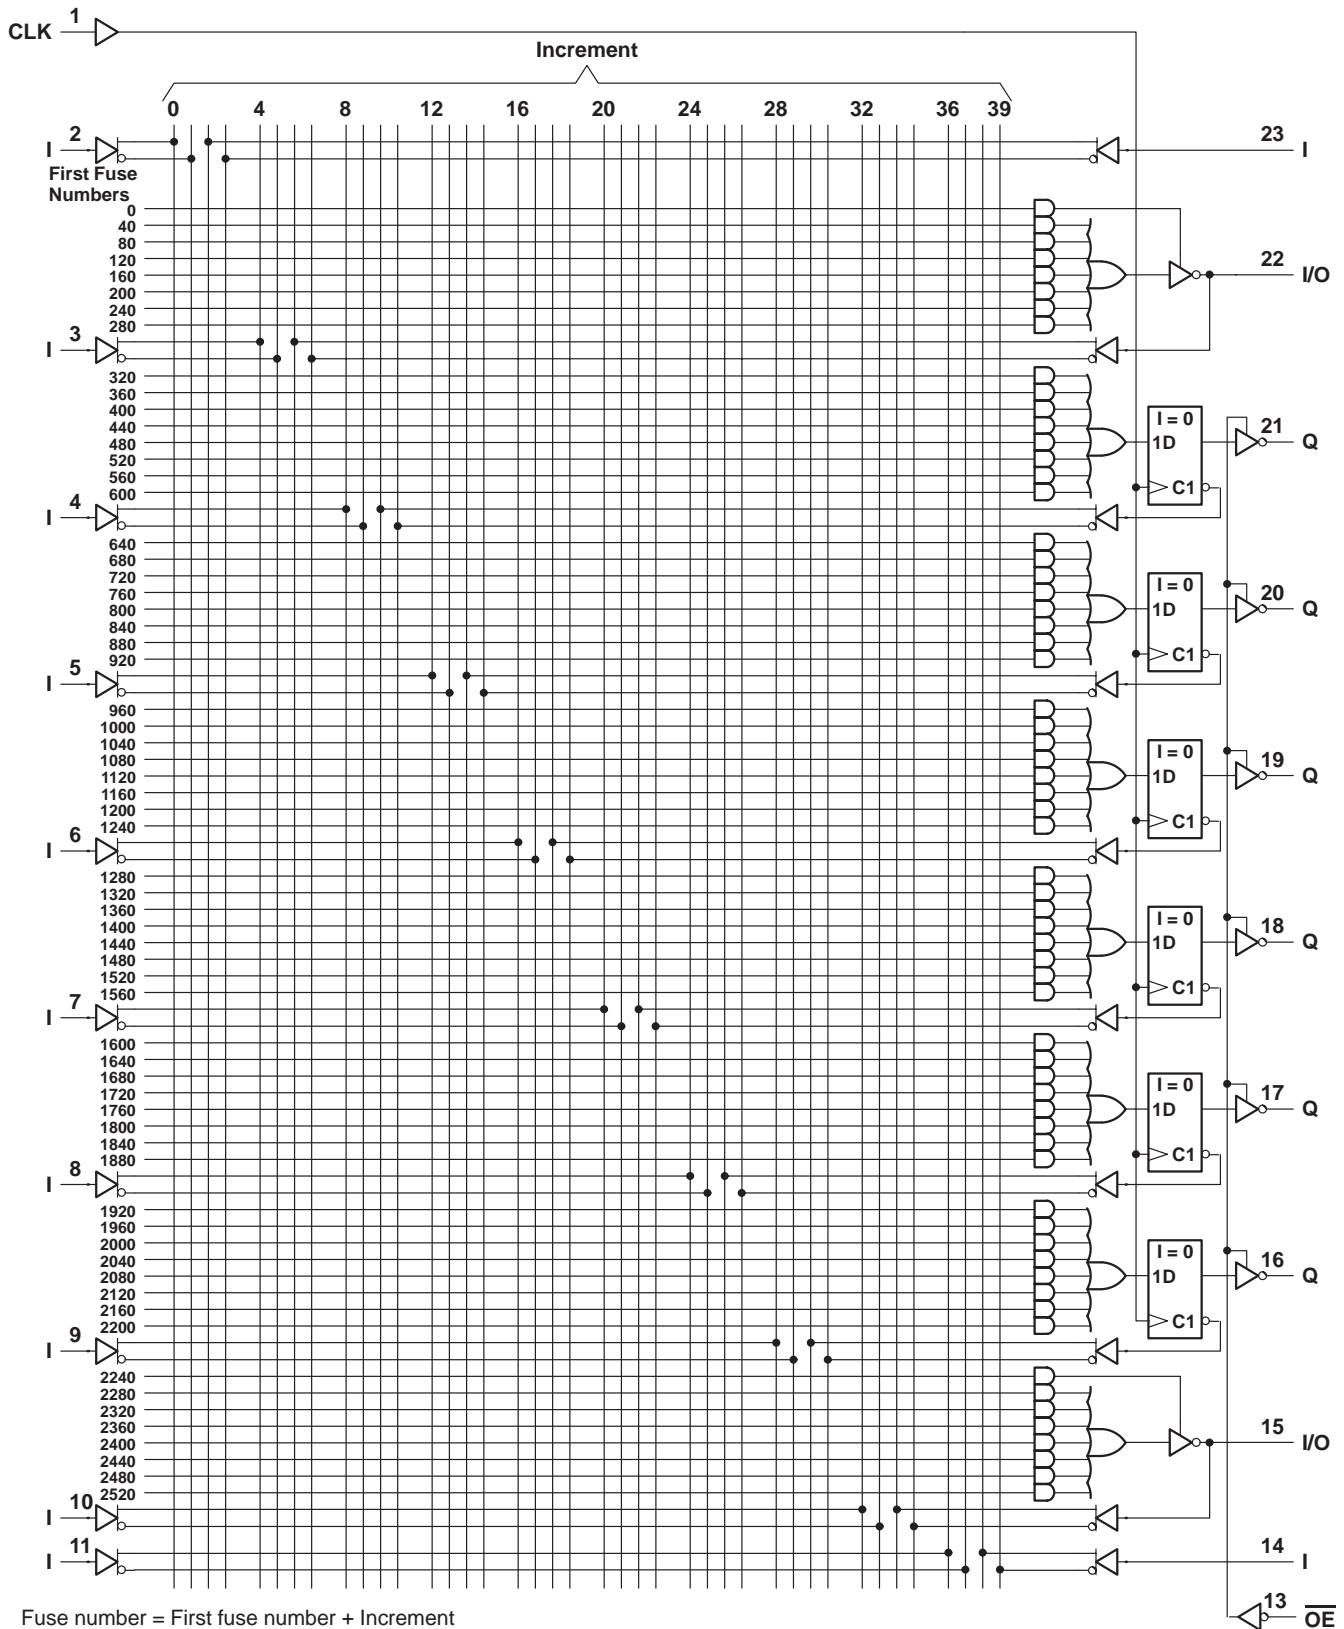 CLK 1
Increment
0 4 8 12 16 20 24 28 32 36 39
I 2 23 I
First Fuse
Numbers
0
40
80
120
160 22 I/O
200
240
280
I 3
320
360
400 I = 0
440 21 Q
480 1D
520
560
600 C1
I 4
640
680
720 I = 0
760 20 Q
800 1D
840
880
920 C1
I 5
960
1000
1040 I = 0
1080 19 Q
1120 1D
1160
1200
1240 C1
I 6
1280
1320
1360 I = 0
1400 18 Q
1440 1D
1480
1520
1560 C1
I 7
1600
1640
1680 I = 0
1720 17 Q
1760 1D
1800
1840
1880 C1
I 8
1920
1960
2000 I = 0
2040 16 Q
2080 1D
2120
2160
2200 C1
I 9
2240
2280
2320
2360
2400 15 I/O
2440
2480
2520
I 10
I 11 14 I
13 OE
Fuse number = First fuse number + Increment